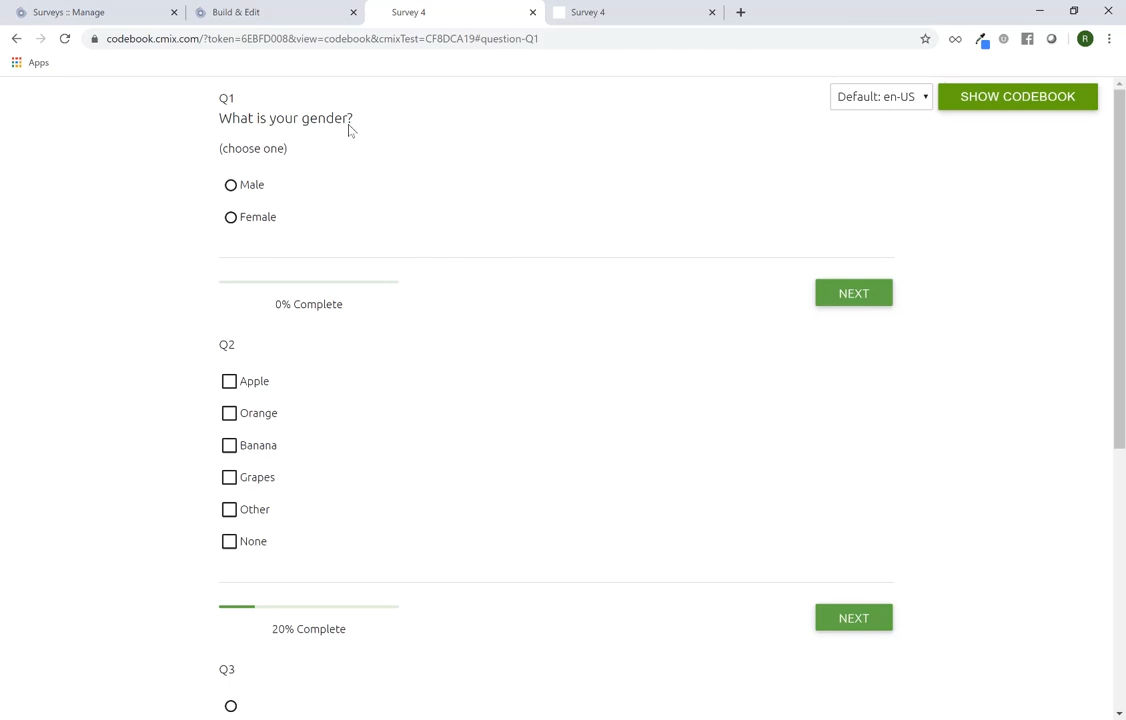 Surveys :: Manage
Build & Edit
Survey 4
Survey 4
codebook.cmix.com/?token=6EBFD008&view=codebook&cmixTest=CF8DCA19#question-Q1
R
Apps
Default: en-US
SHOW CODEBOOK
Q1
What is your gender?
(choose one)
Male
Female
0% Complete
NEXT
Q2
Apple
Orange
Banana
Grapes
Other
None
20% Complete
NEXT
Q3